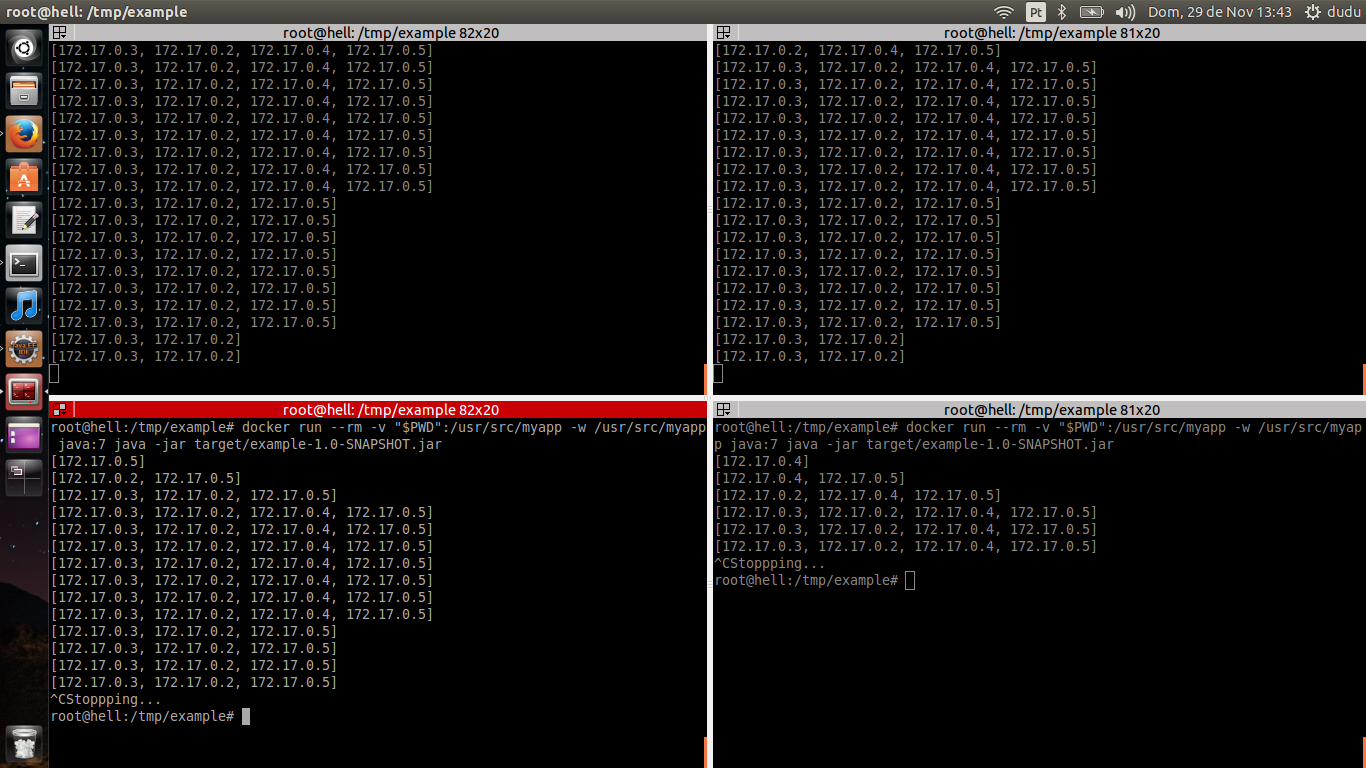 root@hell: /tmp/example
Pt
Dom, 29 de Nov 13:43
dudu
root@hell: /tmp/example 82x20
[172.17.0.3, 172.17.0.2, 172.17.0.4, 172.17.0.5]
[172.17.0.3, 172.17.0.2, 172.17.0.4, 172.17.0.5]
[172.17.0.3, 172.17.0.2, 172.17.0.4, 172.17.0.5]
[172.17.0.3, 172.17.0.2, 172.17.0.4, 172.17.0.5]
[172.17.0.3, 172.17.0.2, 172.17.0.4, 172.17.0.5]
[172.17.0.3, 172.17.0.2, 172.17.0.4, 172.17.0.5]
[172.17.0.3, 172.17.0.2, 172.17.0.4, 172.17.0.5]
[172.17.0.3, 172.17.0.2, 172.17.0.4, 172.17.0.5]
[172.17.0.3, 172.17.0.2, 172.17.0.4, 172.17.0.5]
[172.17.0.3, 172.17.0.2, 172.17.0.5]
[172.17.0.3, 172.17.0.2, 172.17.0.5]
[172.17.0.3, 172.17.0.2, 172.17.0.5]
[172.17.0.3, 172.17.0.2, 172.17.0.5]
[172.17.0.3, 172.17.0.2, 172.17.0.5]
[172.17.0.3, 172.17.0.2, 172.17.0.5]
[172.17.0.3, 172.17.0.2, 172.17.0.5]
[172.17.0.3, 172.17.0.2, 172.17.0.5]
[172.17.0.3, 172.17.0.2]
[172.17.0.3, 172.17.0.2]
root@hell: /tmp/example 81x20
[172.17.0.2, 172.17.0.4, 172.17.0.5]
[172.17.0.3, 172.17.0.2, 172.17.0.4, 172.17.0.5]
[172.17.0.3, 172.17.0.2, 172.17.0.4, 172.17.0.5]
[172.17.0.3, 172.17.0.2, 172.17.0.4, 172.17.0.5]
[172.17.0.3, 172.17.0.2, 172.17.0.4, 172.17.0.5]
[172.17.0.3, 172.17.0.2, 172.17.0.4, 172.17.0.5]
[172.17.0.3, 172.17.0.2, 172.17.0.4, 172.17.0.5]
[172.17.0.3, 172.17.0.2, 172.17.0.4, 172.17.0.5]
[172.17.0.3, 172.17.0.2, 172.17.0.4, 172.17.0.5]
[172.17.0.3, 172.17.0.2, 172.17.0.5]
[172.17.0.3, 172.17.0.2, 172.17.0.5]
[172.17.0.3, 172.17.0.2, 172.17.0.5]
[172.17.0.3, 172.17.0.2, 172.17.0.5]
[172.17.0.3, 172.17.0.2, 172.17.0.5]
[172.17.0.3, 172.17.0.2, 172.17.0.5]
[172.17.0.3, 172.17.0.2, 172.17.0.5]
[172.17.0.3, 172.17.0.2, 172.17.0.5]
[172.17.0.3, 172.17.0.2]
[172.17.0.3, 172.17.0.2]
root@hell: /tmp/example 82x20
root@hell:/tmp/example# docker run --rm -v "$PWD":/usr/src/myapp -w /usr/src/myapp
java:7 java -jar target/example-1.0-SNAPSHOT.jar
[172.17.0.5]
[172.17.0.2, 172.17.0.5]
[172.17.0.3, 172.17.0.2, 172.17.0.5]
[172.17.0.3, 172.17.0.2, 172.17.0.4, 172.17.0.5]
[172.17.0.3, 172.17.0.2, 172.17.0.4, 172.17.0.5]
[172.17.0.3, 172.17.0.2, 172.17.0.4, 172.17.0.5]
[172.17.0.3, 172.17.0.2, 172.17.0.4, 172.17.0.5]
[172.17.0.3, 172.17.0.2, 172.17.0.4, 172.17.0.5]
[172.17.0.3, 172.17.0.2, 172.17.0.4, 172.17.0.5]
[172.17.0.3, 172.17.0.2, 172.17.0.4, 172.17.0.5]
[172.17.0.3, 172.17.0.2, 172.17.0.5]
[172.17.0.3, 172.17.0.2, 172.17.0.5]
[172.17.0.3, 172.17.0.2, 172.17.0.5]
[172.17.0.3, 172.17.0.2, 172.17.0.5]
^CStoppping...
root@hell:/tmp/example#
root@hell: /tmp/example 81x20
root@hell:/tmp/example# docker run --rm -v "$PWD":/usr/src/myapp -w /usr/src/myap
p java:7 java -jar target/example-1.0-SNAPSHOT.jar
[172.17.0.4]
[172.17.0.4, 172.17.0.5]
[172.17.0.2, 172.17.0.4, 172.17.0.5]
[172.17.0.3, 172.17.0.2, 172.17.0.4, 172.17.0.5]
[172.17.0.3, 172.17.0.2, 172.17.0.4, 172.17.0.5]
[172.17.0.3, 172.17.0.2, 172.17.0.4, 172.17.0.5]
^CStoppping...
root@hell:/tmp/example#
Java EE
IDE